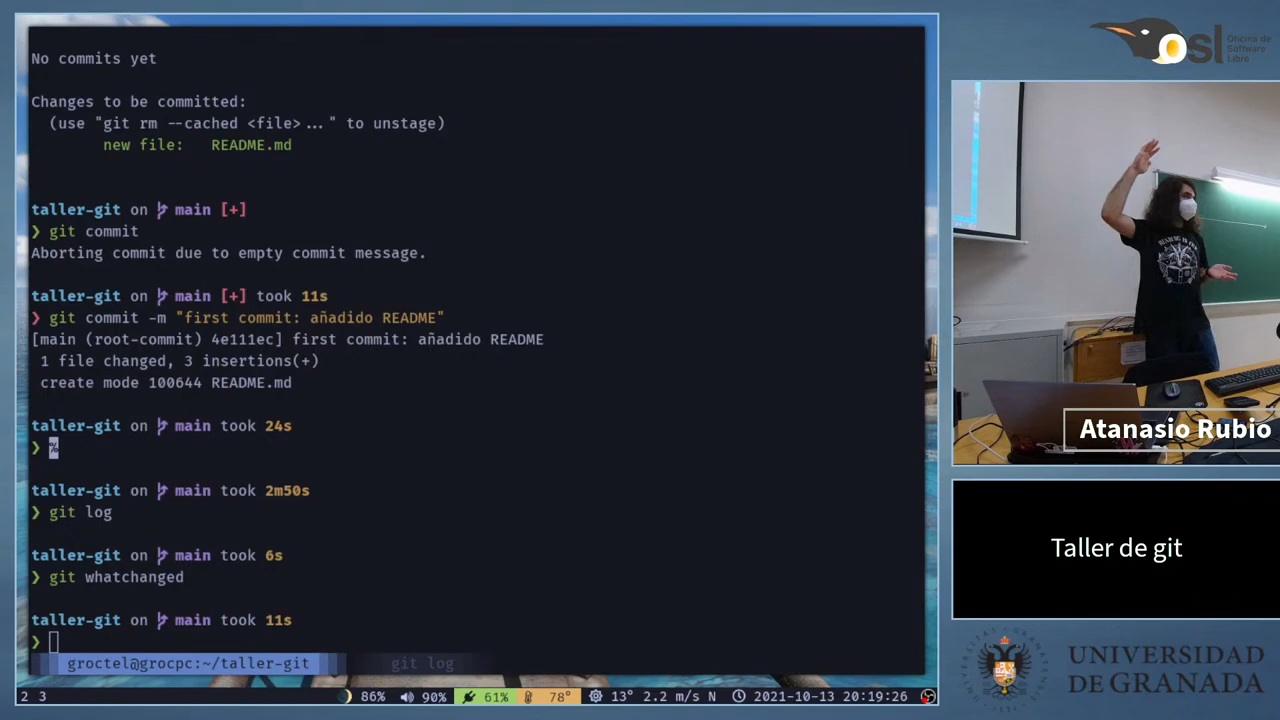 No commits yet
Changes to be committed:
(use "git rm --cached <file>..." to unstage)
new file:   README.md
taller-git on main [+]
❯ git commit
Aborting commit due to empty commit message.
taller-git on main [+] took 11s
❯ git commit -m "first commit: añadido README"
[main (root-commit) 4e111ec] first commit: añadido README
1 file changed, 3 insertions(+)
create mode 100644 README.md
taller-git on main took 24s
❯ %
taller-git on main took 2m50s
❯ git log
taller-git on main took 6s
❯ git whatchanged
taller-git on main took 11s
❯
groctel@grocpc:~/taller-git git log
2 3 86% 90% 61% 78° 13° 2.2 m/s N 2021-10-13 20:19:26
osl
Oficina de
Software
Libre
Atanasio Rubio
Taller de git
UNIVERSIDAD
DE GRANADA